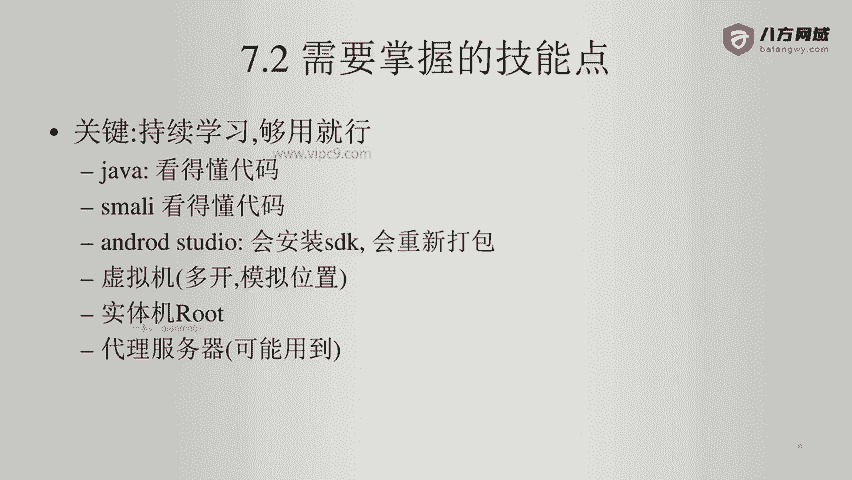 八方网域
bafangwy.com
7.2 需要掌握的技能点
• 关键:持续学习,够用就行
www.vipc9.com
– java: 看得懂代码
– smali 看得懂代码
– androd studio: 会安装sdk, 会重新打包
– 虚拟机(多开,模拟位置)
– 实体机Root
– 代理服务器(可能用到)